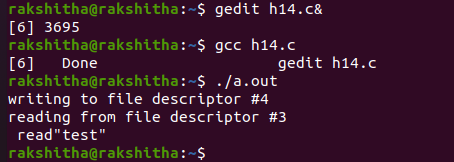 rakshitha@rakshitha:~$ gedit h14.c&
[6] 3695
rakshitha@rakshitha:~$ gcc h14.c
[6]   Done                    gedit h14.c
rakshitha@rakshitha:~$ ./a.out
writing to file descriptor #4
reading from file descriptor #3
 read"test"
rakshitha@rakshitha:~$